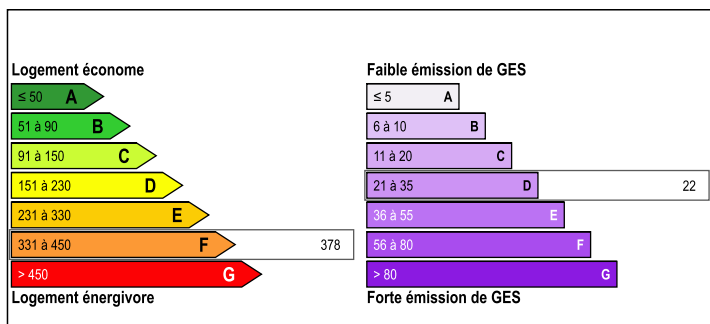 Logement économe
≤ 50 A
51 à 90 B
91 à 150 C
151 à 230 D
231 à 330 E
331 à 450 F 378
> 450 G
Logement énergivore
Faible émission de GES
≤ 5 A
6 à 10 B
11 à 20 C
21 à 35 D 22
36 à 55 E
56 à 80 F
> 80 G
Forte émission de GES